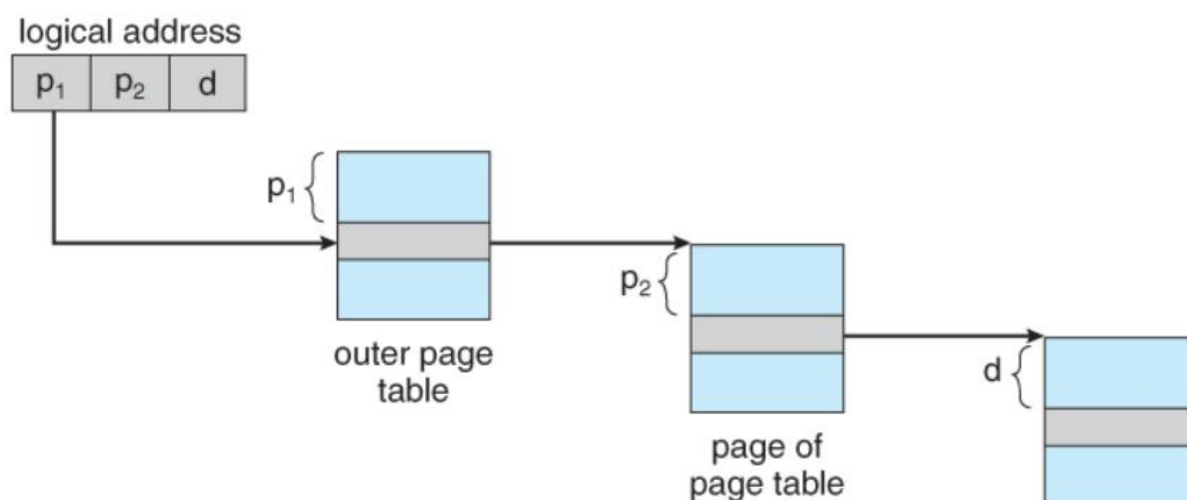 logical address
p₁ p₂ d
p₁
outer page
table
p₂
page of
page table
d